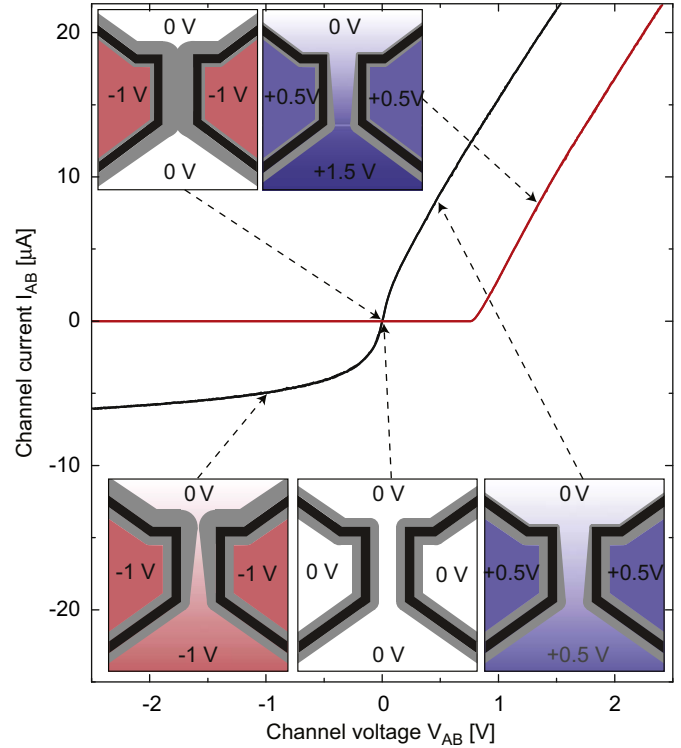 20
10
0
-10
-20
Channel current I_AB [µA]
0 V
-1 V
-1 V
0 V
0 V
+0.5V
+0.5V
+1.5 V
0 V
-1 V
-1 V
-1 V
0 V
0 V
0 V
0 V
0 V
+0.5V
+0.5V
+0.5 V
-2
-1
0
1
2
Channel voltage V_AB [V]